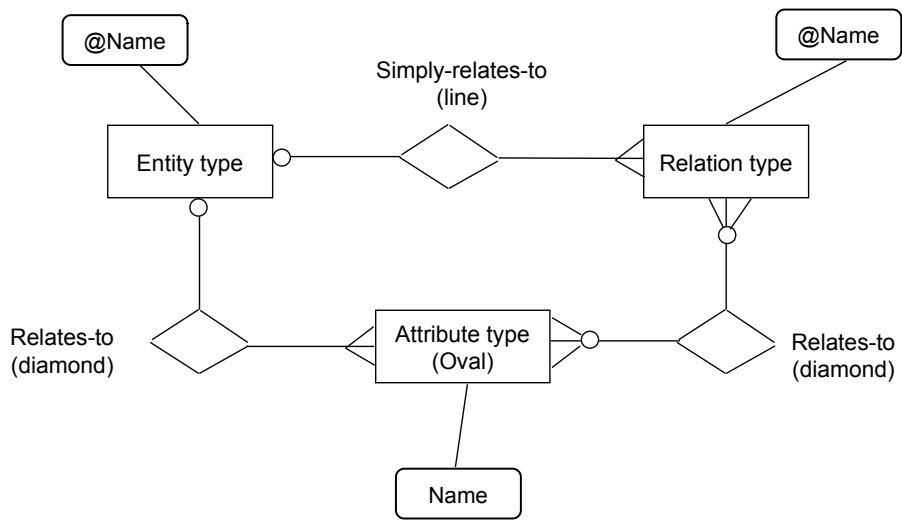 @Name
@Name
Simply-relates-to
(line)
Entity type
Relation type
Relates-to
(diamond)
Attribute type
(Oval)
Relates-to
(diamond)
Name